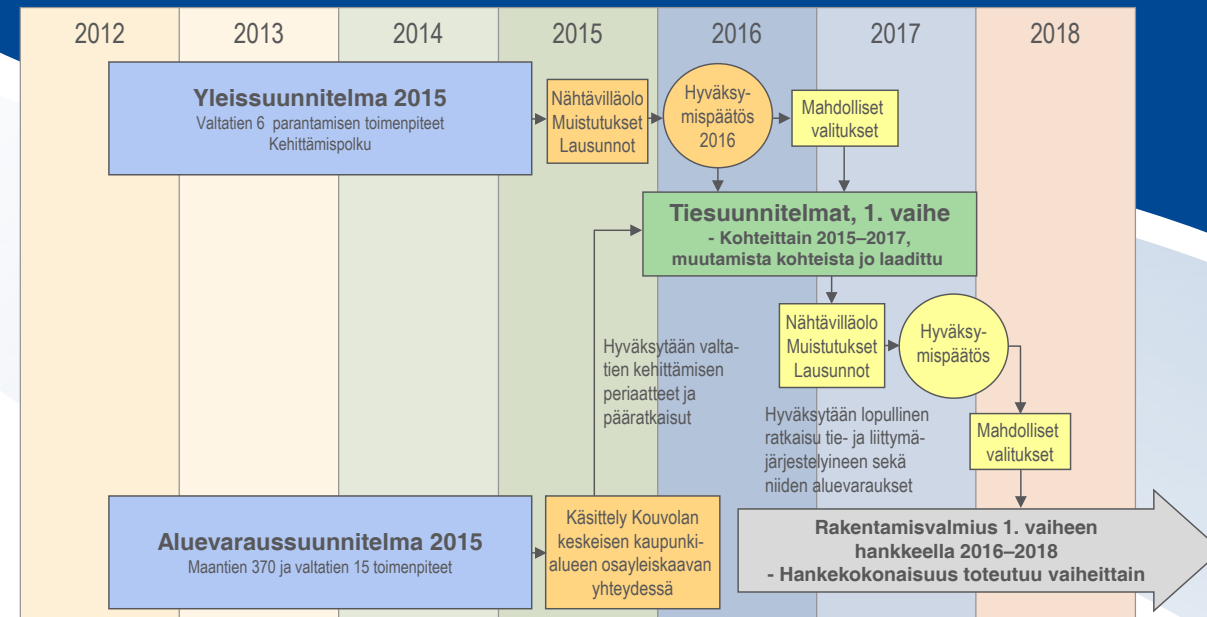 2012
2013
2014
2015
2016
2017
2018
Yleissuunnitelma 2015
Valtatien 6 parantamisen toimenpiteet
Kehittämispolku
Nähtävilläolo
Muistutukset
Lausunnot
Hyväksy-
mispäätös
2016
Mahdolliset
valitukset
Tiesuunnitelmat, 1. vaihe
- Kohteittain 2015–2017,
muutamista kohteista jo laadittu
Hyväksytään valta-
tien kehittämisen
periaatteet ja
pääratkaisut
Nähtävilläolo
Muistutukset
Lausunnot
Hyväksy-
mispäätös
Hyväksytään lopullinen
ratkaisu tie- ja liittymä-
järjestelyineen sekä
niiden aluevaraukset
Mahdolliset
valitukset
Aluevaraussuunnitelma 2015
Maantien 370 ja valtatien 15 toimenpiteet
Käsittely Kouvolan
keskeisen kaupunki-
alueen osayleiskaavan
yhteydessä
Rakentamisvalmius 1. vaiheen
hankkeella 2016–2018
- Hankekokonaisuus toteutuu vaiheittain